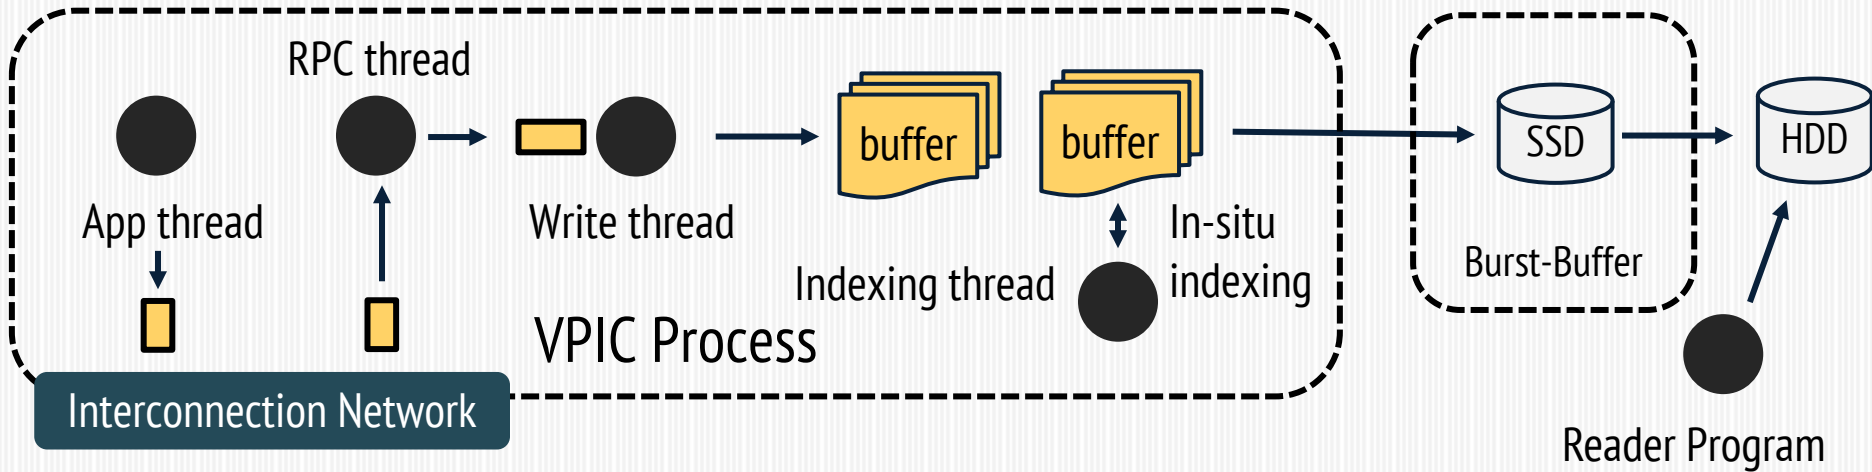 RPC thread
App thread
Write thread
buffer
buffer
In-situ
indexing
Indexing thread
VPIC Process
Interconnection Network
SSD
Burst-Buffer
HDD
Reader Program